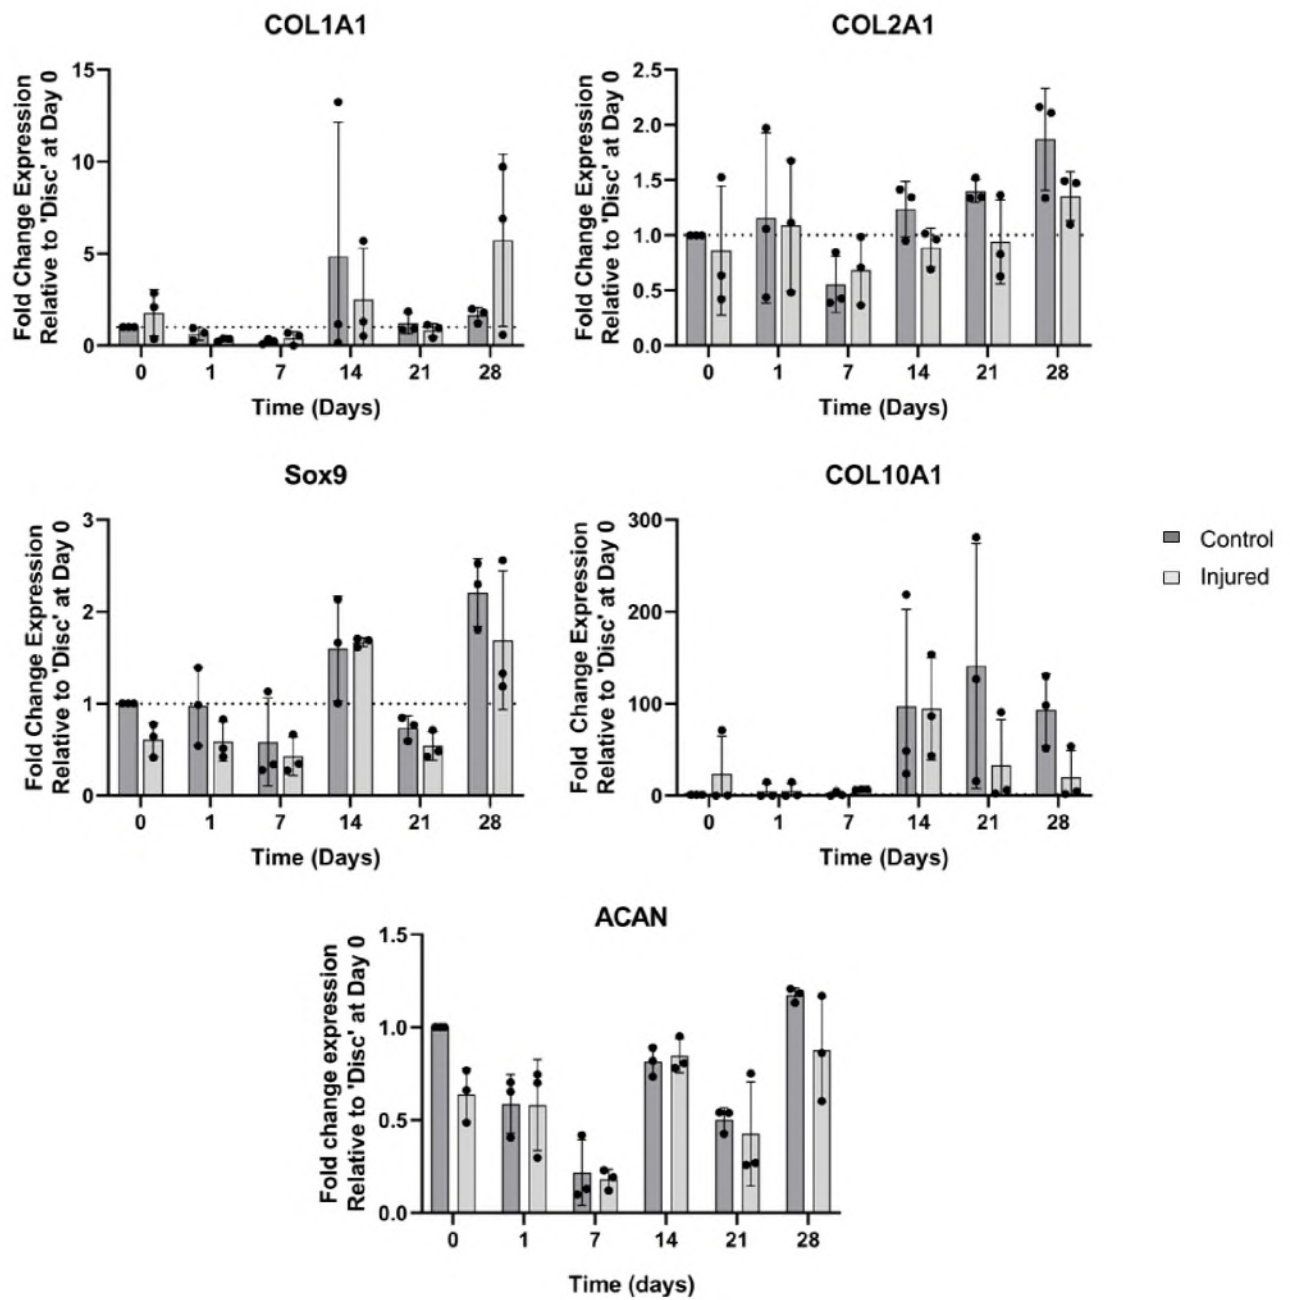 COL1A1
Fold Change Expression
Relative to 'Disc' at Day 0
15
10
5
0
0 1 7 14 21 28
Time (Days)
COL2A1
Fold Change Expression
Relative to 'Disc' at Day 0
2.5
2.0
1.5
1.0
0.5
0.0
0 1 7 14 21 28
Time (Days)
Sox9
Fold Change Expression
Relative to 'Disc' at Day 0
3
2
1
0
0 1 7 14 21 28
Time (Days)
COL10A1
Fold Change Expression
Relative to 'Disc' at Day 0
300
200
100
0
0 1 7 14 21 28
Time (Days)
Control
Injured
ACAN
Fold change expression
Relative to 'Disc' at Day 0
1.5
1.0
0.5
0.0
0 1 7 14 21 28
Time (days)